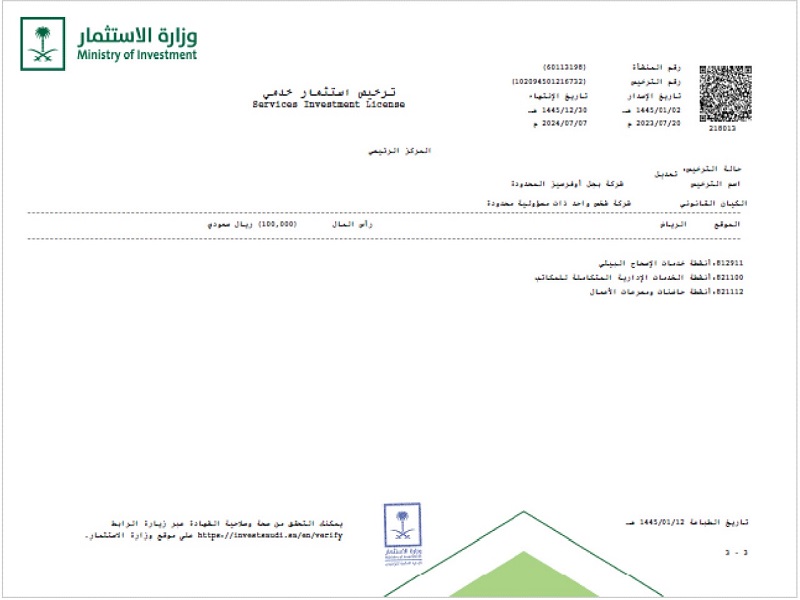 وزارة الاستثمار
Ministry of Investment
رقم المنشأة (60113198)
رقم الترخيص (102094501216732)
تاريخ الإصدار تاريخ الإنتهاء
1445/01/02 هـ 1445/12/30 هـ
2023/07/20 م 2024/07/07 م
218013
ترخيص استثمار خدمي
Services Investment License
المركز الرئيسي
حالة الترخيص: تعديل
اسم الترخيص شركة بجل أوفرسيز المحدودة
الكيان القانوني شركة شخص واحد ذات مسؤولية محدودة
الموقع الرياض رأس المال (100,000) ريال سعودي
812911، أنشطة خدمات الإصحاح البيئي
821100، أنشطة الخدمات الإدارية المتكاملة للمكاتب
821112، أنشطة حاضنات ومسرعات الأعمال
يمكنك التحقق من صحة وصلاحية الشهادة عبر زيارة الرابط
https://investsaudi.sa/en/verify على موقع وزارة الاستثمار.
وزارة الاستثمار
Ministry of Investment
تاريخ الطباعة 1445/01/12 هـ
3 - 3